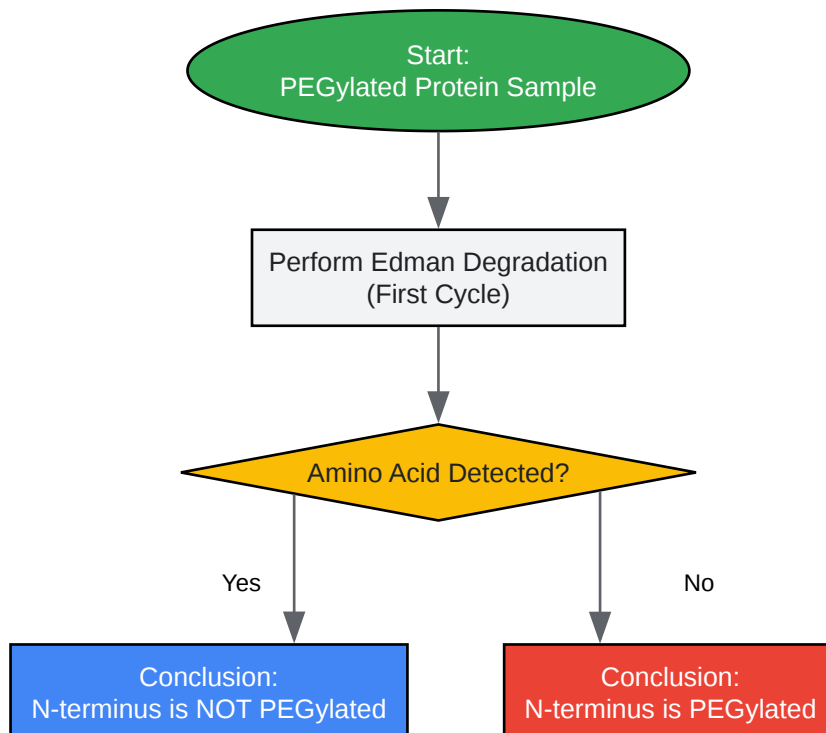 Start:
PEGylated Protein Sample
Perform Edman Degradation
(First Cycle)
Amino Acid Detected?
Yes
No
Conclusion:
N-terminus is NOT PEGylated
Conclusion:
N-terminus is PEGylated